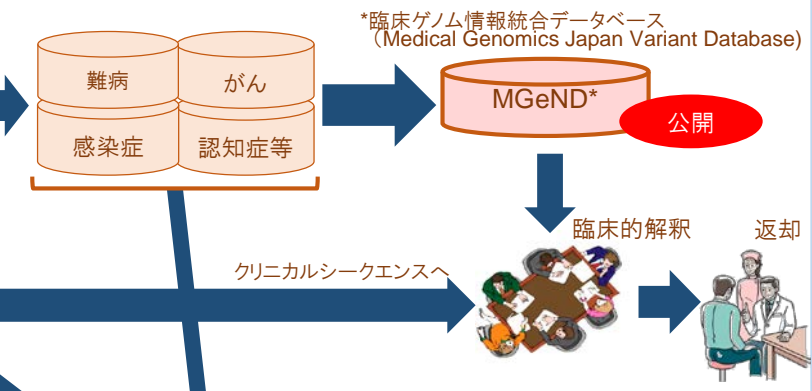 *臨床ゲノム情報統合データベース
（Medical Genomics Japan Variant Database)
難病
がん
感染症
認知症等
MGeND*
公開
臨床的解釈
返却
クリニカルシークエンスへ